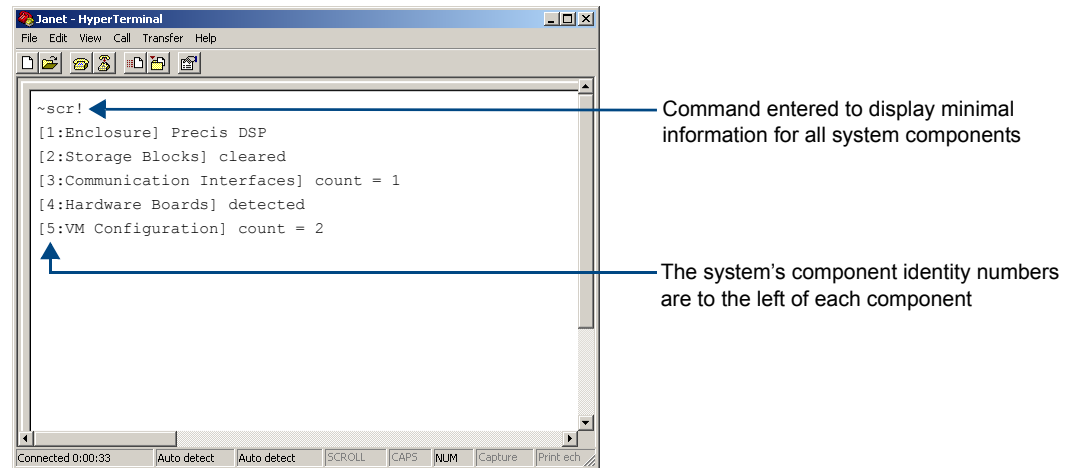 Janet - HyperTerminal
File Edit View Call Transfer Help
~scr!
[1:Enclosure] Precis DSP
[2:Storage Blocks] cleared
[3:Communication Interfaces] count = 1
[4:Hardware Boards] detected
[5:VM Configuration] count = 2
Command entered to display minimal
information for all system components
The system's component identity numbers
are to the left of each component
Connected 0:00:33 Auto detect Auto detect SCROLL CAPS NUM Capture Print ech